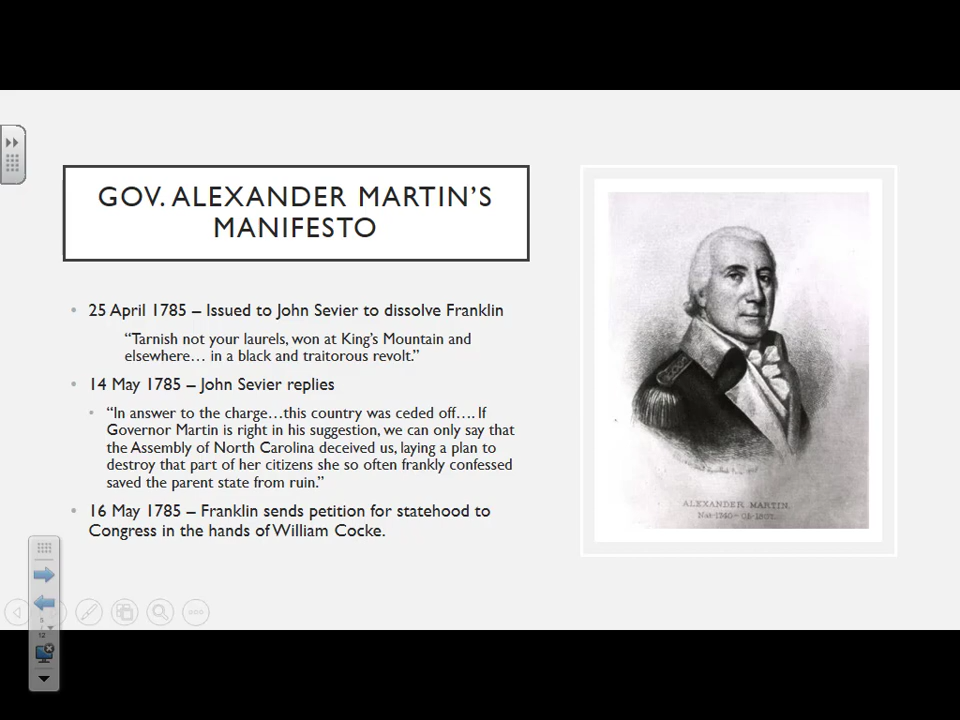 GOV. ALEXANDER MARTIN'S
MANIFESTO
• 25 April 1785 – Issued to John Sevier to dissolve Franklin
“Tarnish not your laurels, won at King's Mountain and
elsewhere… in a black and traitorous revolt.”
• 14 May 1785 – John Sevier replies
• “In answer to the charge…this country was ceded off…. If
Governor Martin is right in his suggestion, we can only say that
the Assembly of North Carolina deceived us, laying a plan to
destroy that part of her citizens she so often frankly confessed
saved the parent state from ruin.”
• 16 May 1785 – Franklin sends petition for statehood to
Congress in the hands of William Cocke.
ALEXANDER MARTIN.
5
12